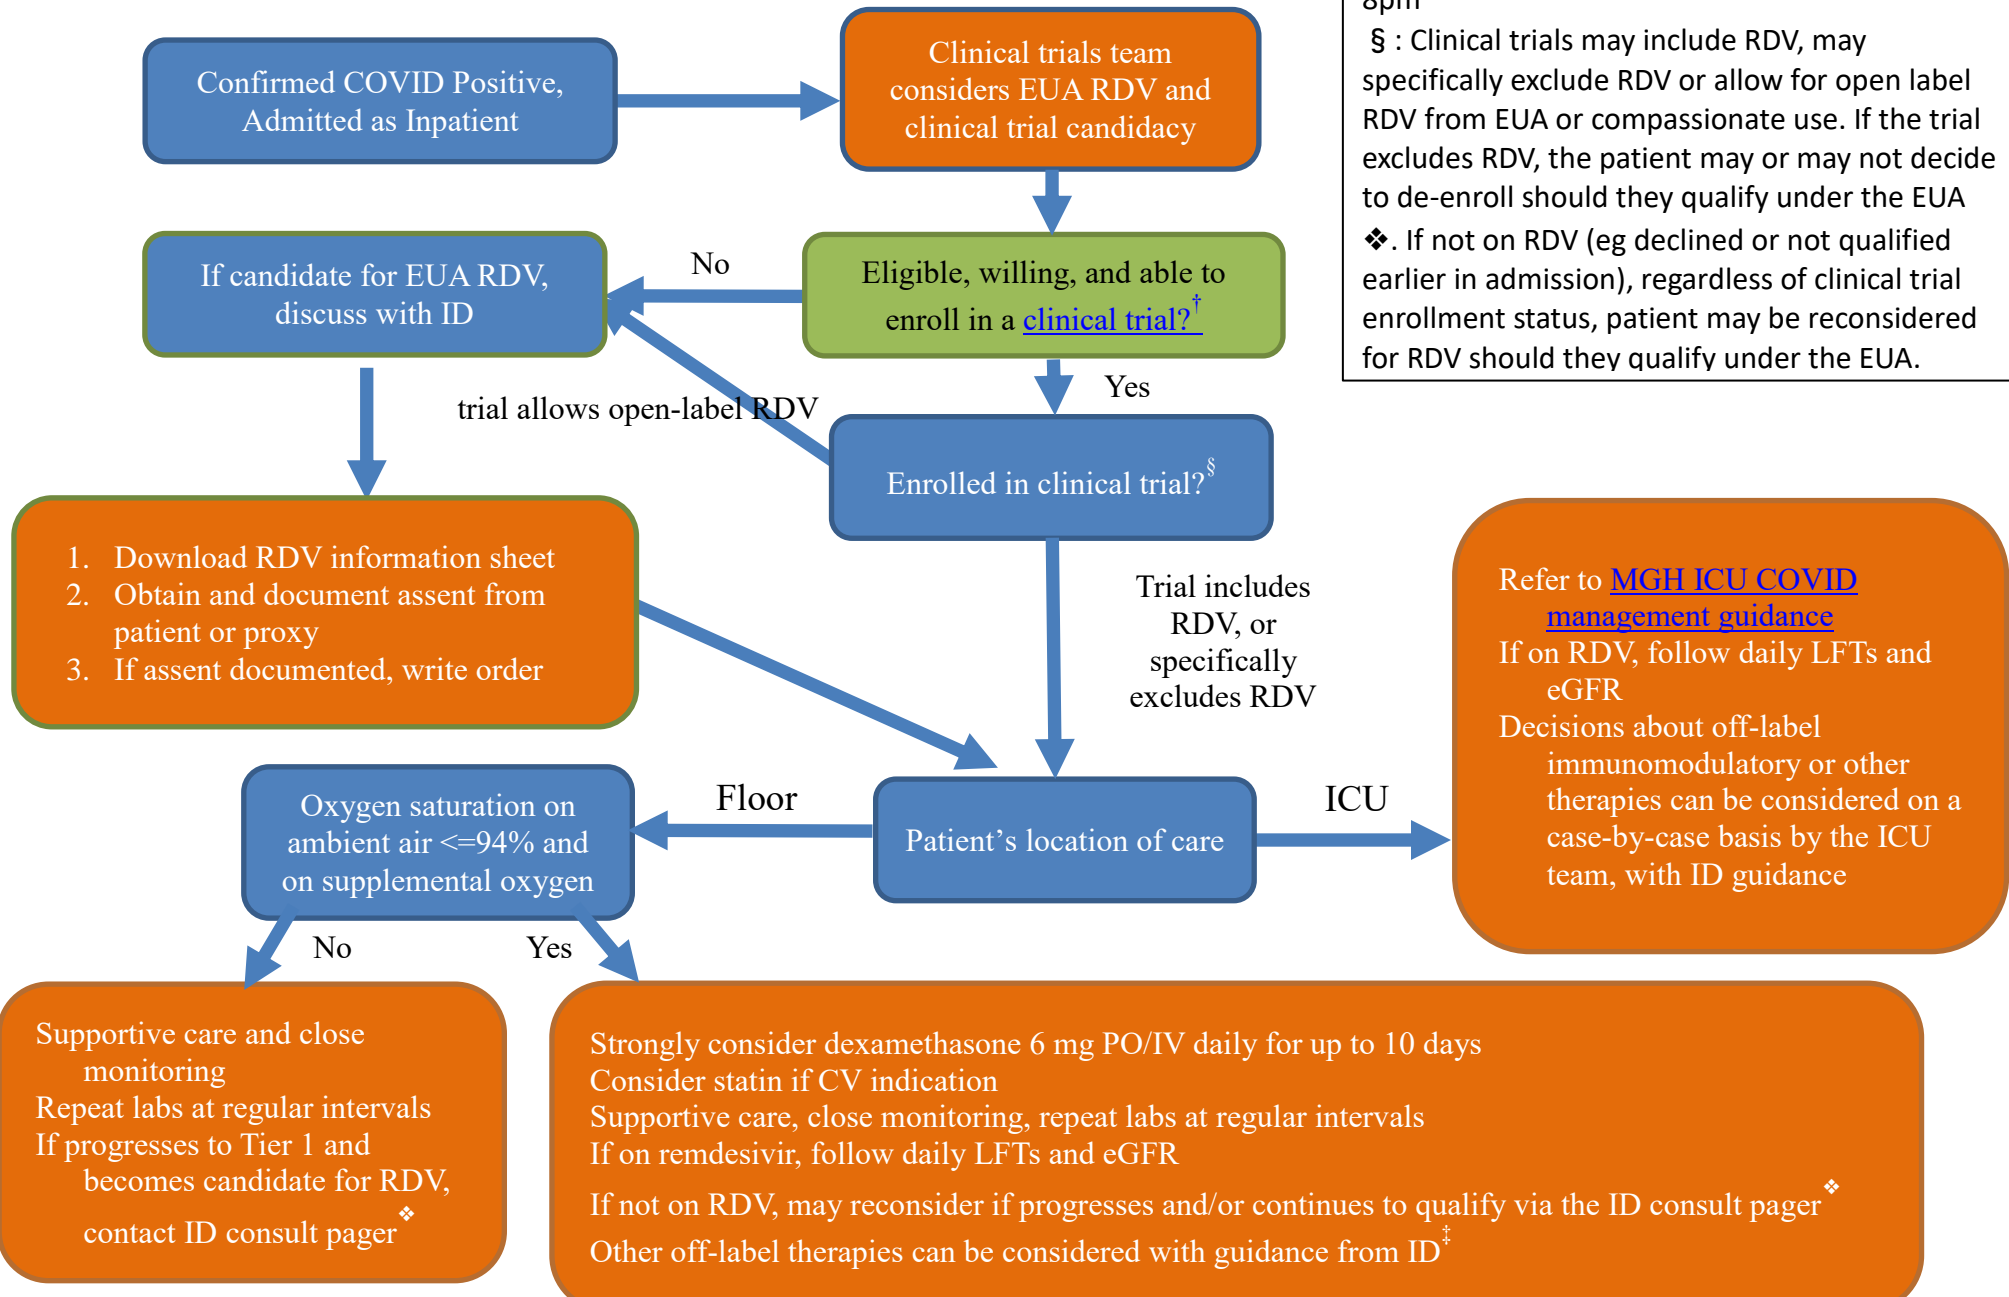 8pm
§ : Clinical trials may include RDV, may
specifically exclude RDV or allow for open label
RDV from EUA or compassionate use. If the trial
excludes RDV, the patient may or may not decide
to de-enroll should they qualify under the EUA
❖. If not on RDV (eg declined or not qualified
earlier in admission), regardless of clinical trial
enrollment status, patient may be reconsidered
for RDV should they qualify under the EUA.
Confirmed COVID Positive,
Admitted as Inpatient
Clinical trials team
considers EUA RDV and
clinical trial candidacy
Eligible, willing, and able to
enroll in a clinical trial?†
No
If candidate for EUA RDV,
discuss with ID
Yes
trial allows open-label RDV
Enrolled in clinical trial?§
1. Download RDV information sheet
2. Obtain and document assent from
patient or proxy
3. If assent documented, write order
Trial includes
RDV, or
specifically
excludes RDV
Refer to MGH ICU COVID
management guidance
If on RDV, follow daily LFTs and
eGFR
Decisions about off-label
immunomodulatory or other
therapies can be considered on a
case-by-case basis by the ICU
team, with ID guidance
Patient’s location of care
Floor
ICU
Oxygen saturation on
ambient air <=94% and
on supplemental oxygen
No
Yes
Supportive care and close
monitoring
Repeat labs at regular intervals
If progresses to Tier 1 and
becomes candidate for RDV,
contact ID consult pager❖
Strongly consider dexamethasone 6 mg PO/IV daily for up to 10 days
Consider statin if CV indication
Supportive care, close monitoring, repeat labs at regular intervals
If on remdesivir, follow daily LFTs and eGFR
If not on RDV, may reconsider if progresses and/or continues to qualify via the ID consult pager❖
Other off-label therapies can be considered with guidance from ID‡